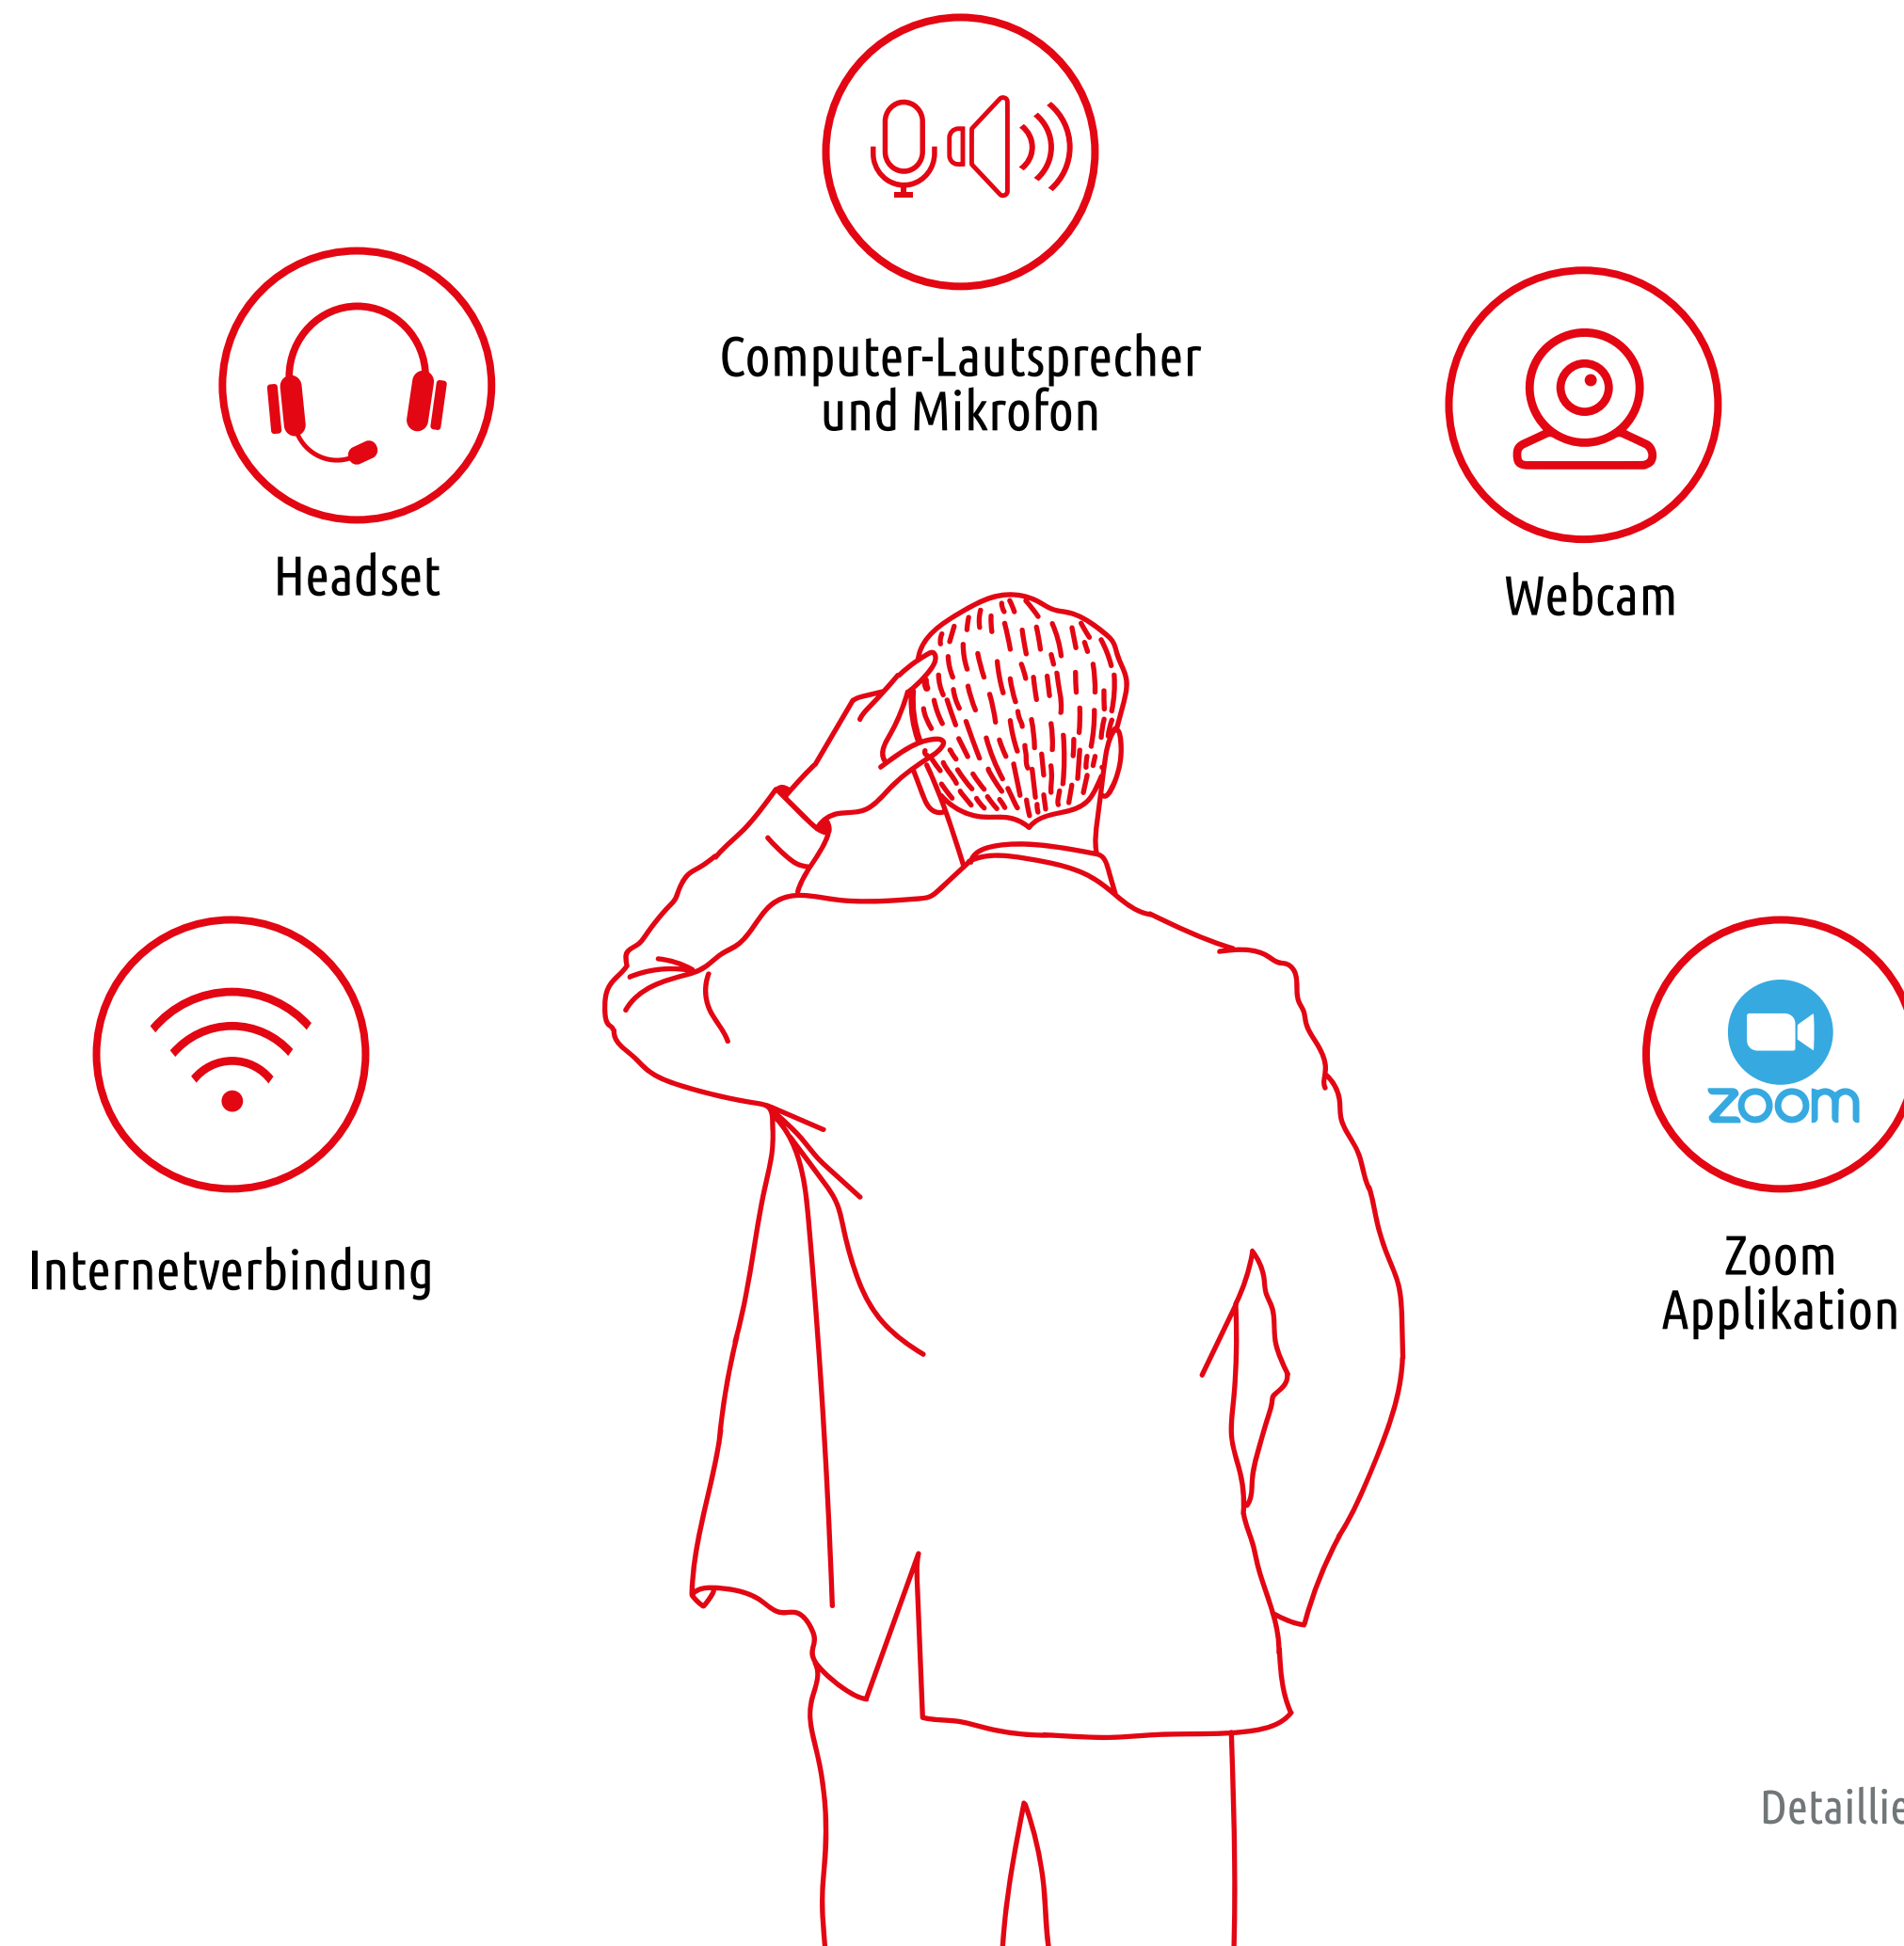 Computer-Lautsprecher
und Mikrofon
Headset
Webcam
zoom
Internetverbindung
Zoom
Applikation